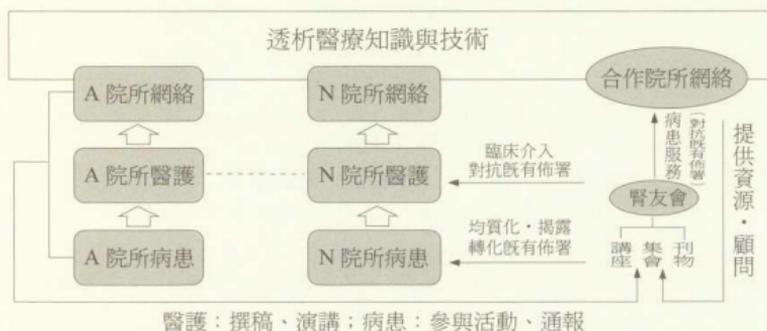 透析醫療知識與技術
A 院所網絡
N 院所網絡
合作院所網絡
A 院所醫護
N 院所醫護
臨床介入
對抗既有佈署
病患服務
(對抗既有佈署)
提供資源・顧問
腎友會
A 院所病患
N 院所病患
均質化・揭露
轉化既有佈署
講座
集會
刊物
醫護：撰稿、演講；病患：參與活動、通報